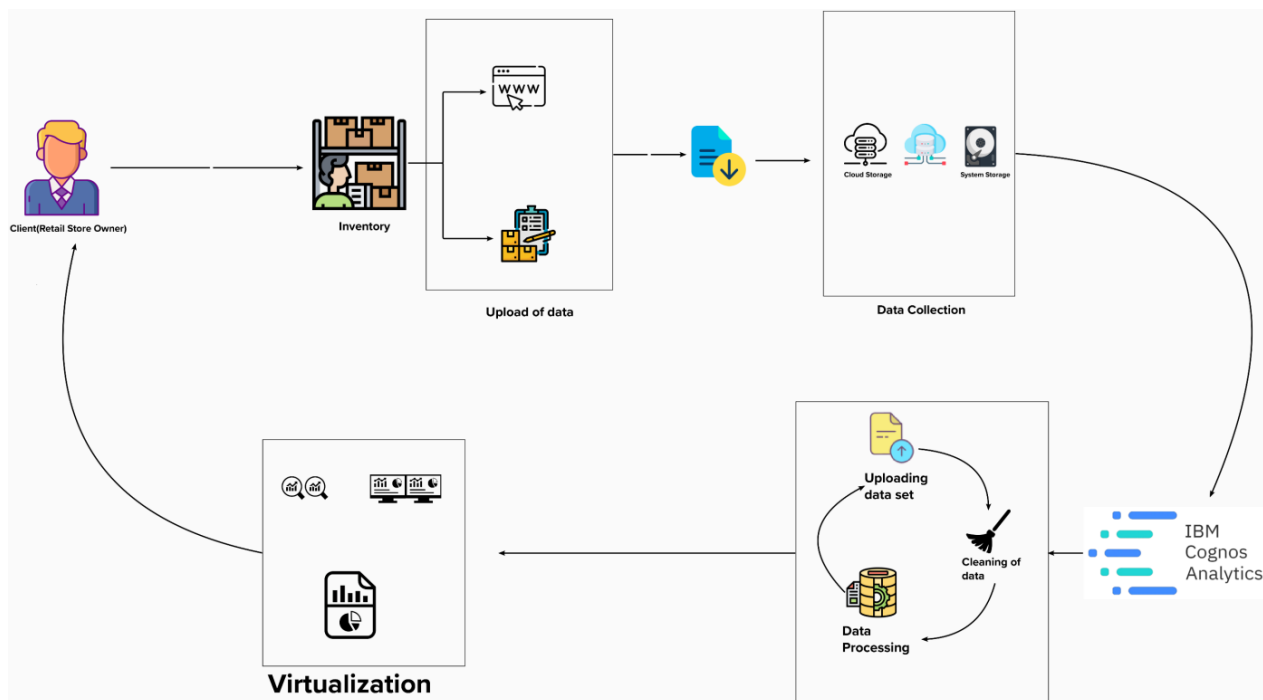 WWW
Cloud Storage
System Storage
Client(Retail Store Owner)
Inventory
Upload of data
Data Collection
Uploading
data set
Cleaning of
data
Data
Processing
IBM
Cognos
Analytics
Virtualization